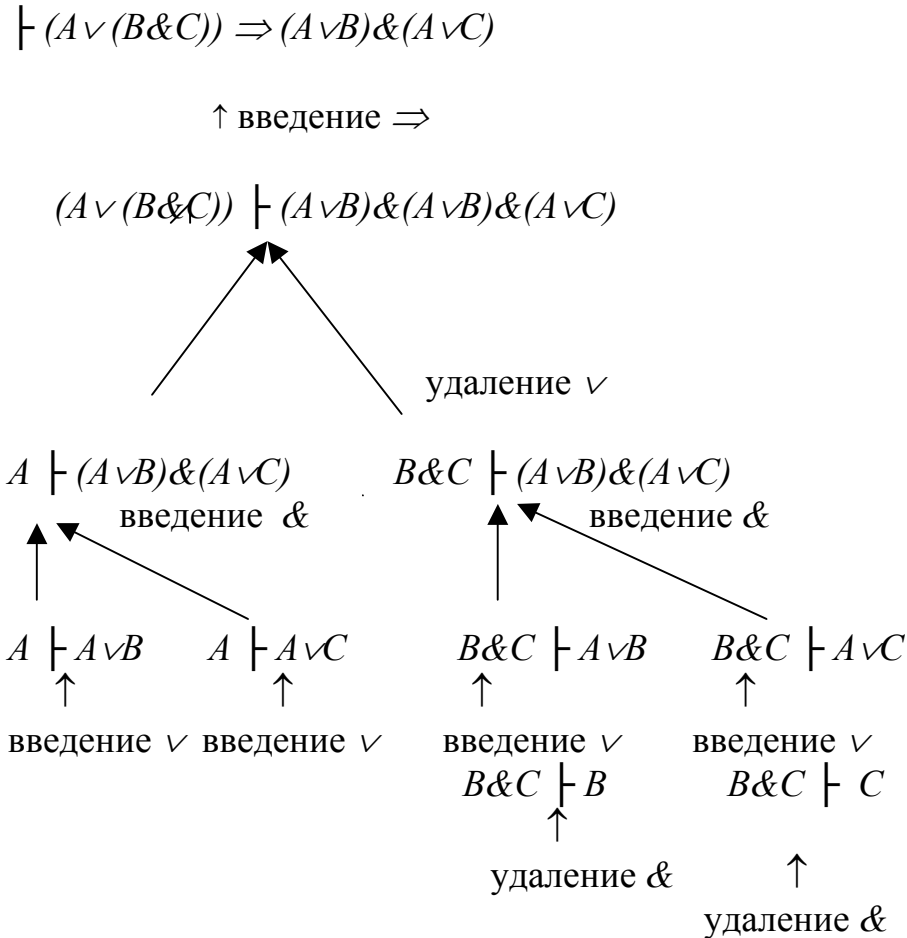 ├ (A∨(B&C)) ⇒ (A∨B)&(A∨C)
↑ введение ⇒
(A∨(B&C)) ├ (A∨B)&(A∨B)&(A∨C)
удаление ∨
A ├ (A∨B)&(A∨C) B&C ├ (A∨B)&(A∨C)
введение & введение &
A ├ A∨B A ├ A∨C B&C ├ A∨B B&C ├ A∨C
↑ ↑ ↑ ↑
введение ∨ введение ∨ введение ∨ введение ∨
B&C ├ B B&C ├ C
↑
удаление & ↑
удаление &